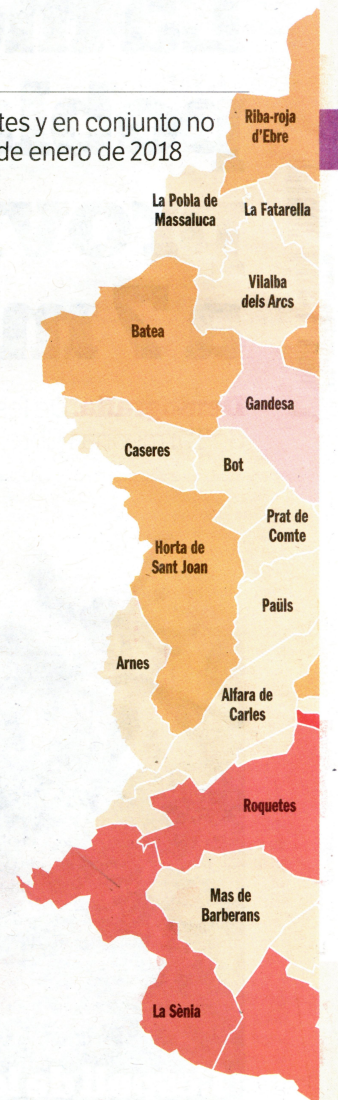 tes y en conjunto no
de enero de 2018
Riba-roja
d'Ebre
La Pobla de
Massaluca
La Fatarella
Vilalba
dels Arcs
Batea
Gandesa
Caseres
Bot
Prat de
Comte
Horta de
Sant Joan
Paüls
Arnes
Alfara de
Carles
Roquetes
Mas de
Barberans
La Sènia